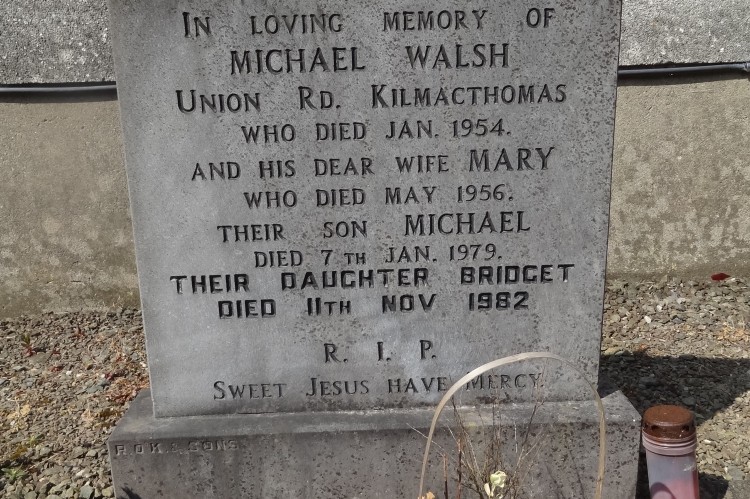 IN LOVING MEMORY OF
MICHAEL WALSH
UNION RD. KILMACTHOMAS
WHO DIED JAN. 1954.
AND HIS DEAR WIFE MARY
WHO DIED MAY 1956.
THEIR SON MICHAEL
DIED 7TH JAN. 1979.
THEIR DAUGHTER BRIDGET
DIED 11TH NOV 1982
R. I. P.
SWEET JESUS HAVE MERCY.
ROK & SONS